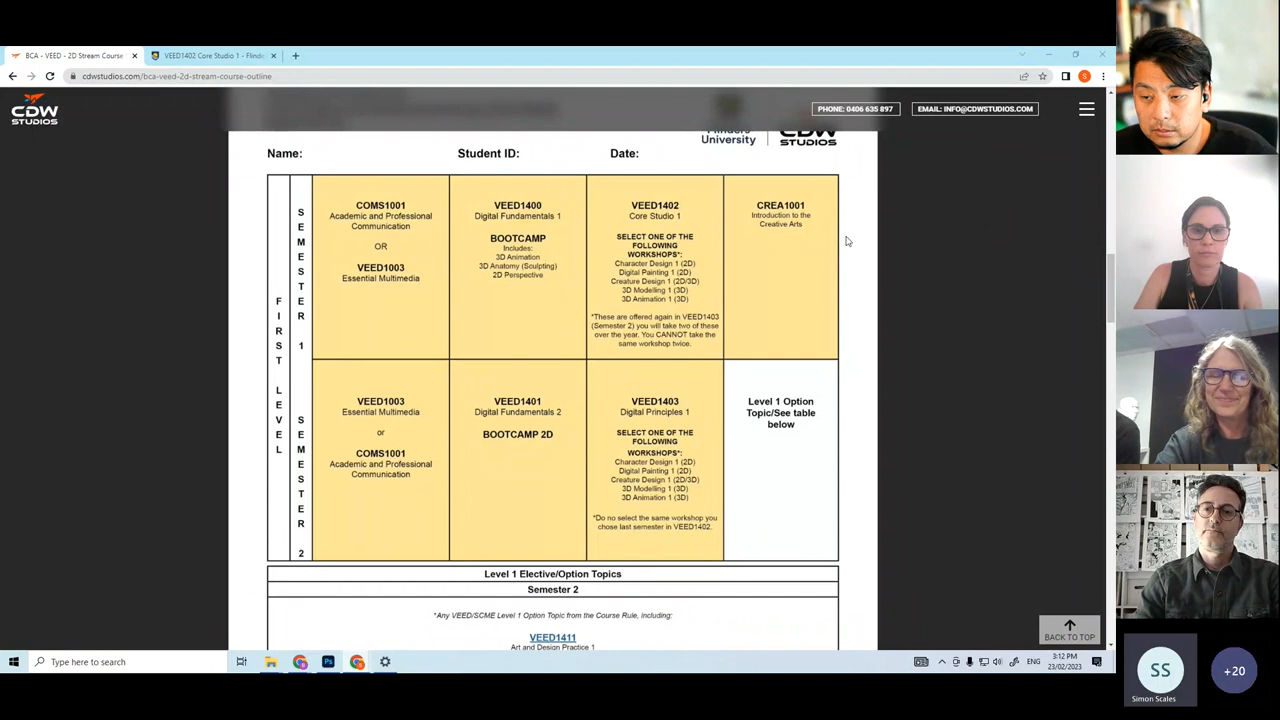 BCA - VEED - 2D Stream Course
VEED1402 Core Studio 1 - Flinde
cdwstudios.com/bca-veed-2d-stream-course-outline
CDW
STUDIOS
PHONE: 0406 635 897
EMAIL: INFO@CDWSTUDIOS.COM
Flinders
University
CDW
STUDIOS
Name:
Student ID:
Date:
FIRST LEVEL
SEMESTER 1
COMS1001
Academic and Professional
Communication
OR
VEED1003
Essential Multimedia
VEED1400
Digital Fundamentals 1
BOOTCAMP
Includes:
3D Animation
3D Anatomy (Sculpting)
2D Perspective
VEED1402
Core Studio 1
SELECT ONE OF THE
FOLLOWING
WORKSHOPS*:
Character Design 1 (2D)
Digital Painting 1 (2D)
Creature Design 1 (2D/3D)
3D Modelling 1 (3D)
3D Animation 1 (3D)
*These are offered again in VEED1403
(Semester 2) you will take two of these
over the year. You CANNOT take the
same workshop twice.
CREA1001
Introduction to the
Creative Arts
SEMESTER 2
VEED1003
Essential Multimedia
or
COMS1001
Academic and Professional
Communication
VEED1401
Digital Fundamentals 2
BOOTCAMP 2D
VEED1403
Digital Principles 1
SELECT ONE OF THE
FOLLOWING
WORKSHOPS*:
Character Design 1 (2D)
Digital Painting 1 (2D)
Creature Design 1 (2D/3D)
3D Modelling 1 (3D)
3D Animation 1 (3D)
*Do no select the same workshop you
chose last semester in VEED1402.
Level 1 Option
Topic/See table
below
Level 1 Elective/Option Topics
Semester 2
*Any VEED/SCME Level 1 Option Topic from the Course Rule, including:
VEED1411
Art and Design Practice 1
BACK TO TOP
Type here to search
ENG
3:12 PM
23/02/2023
S
SS
Simon Scales
+20